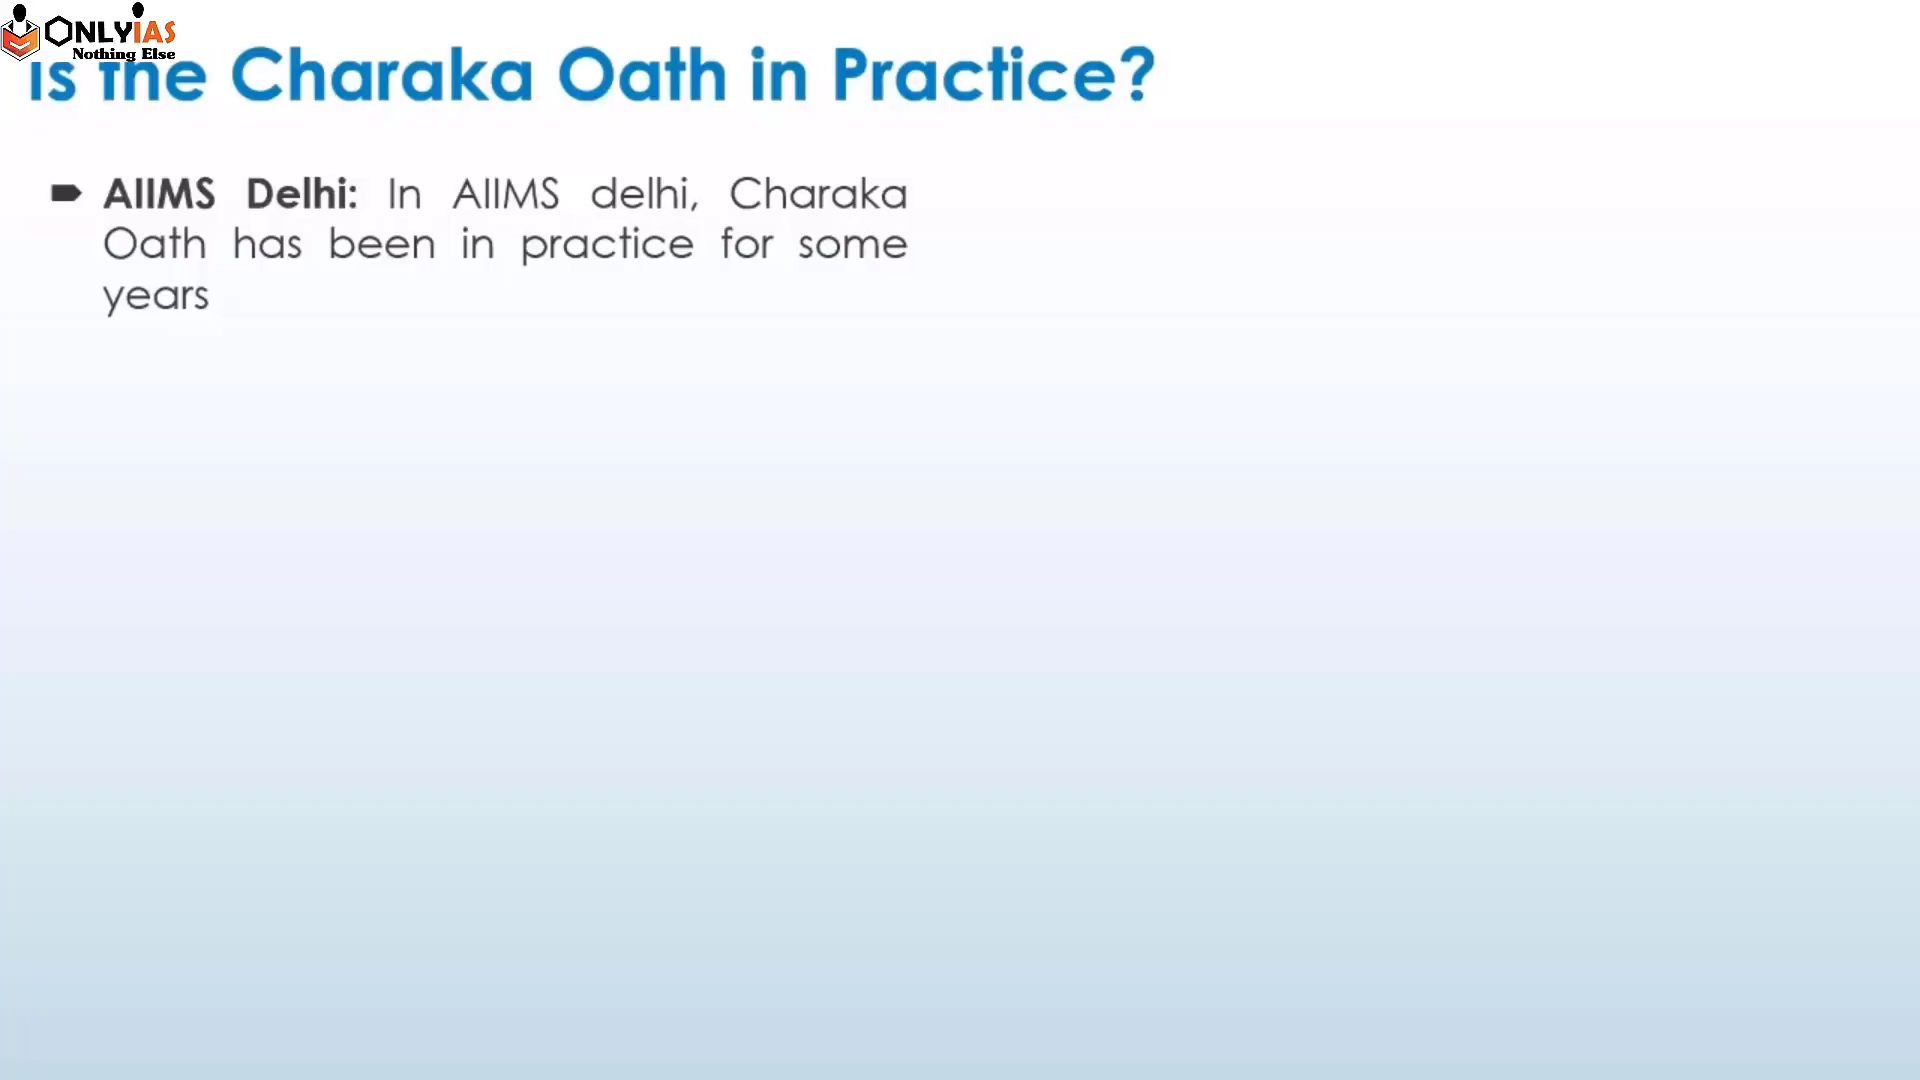 ONLYIAS
Nothing Else
Is the Charaka Oath in Practice?
AIIMS Delhi: In AIIMS delhi, Charaka
Oath has been in practice for some
years